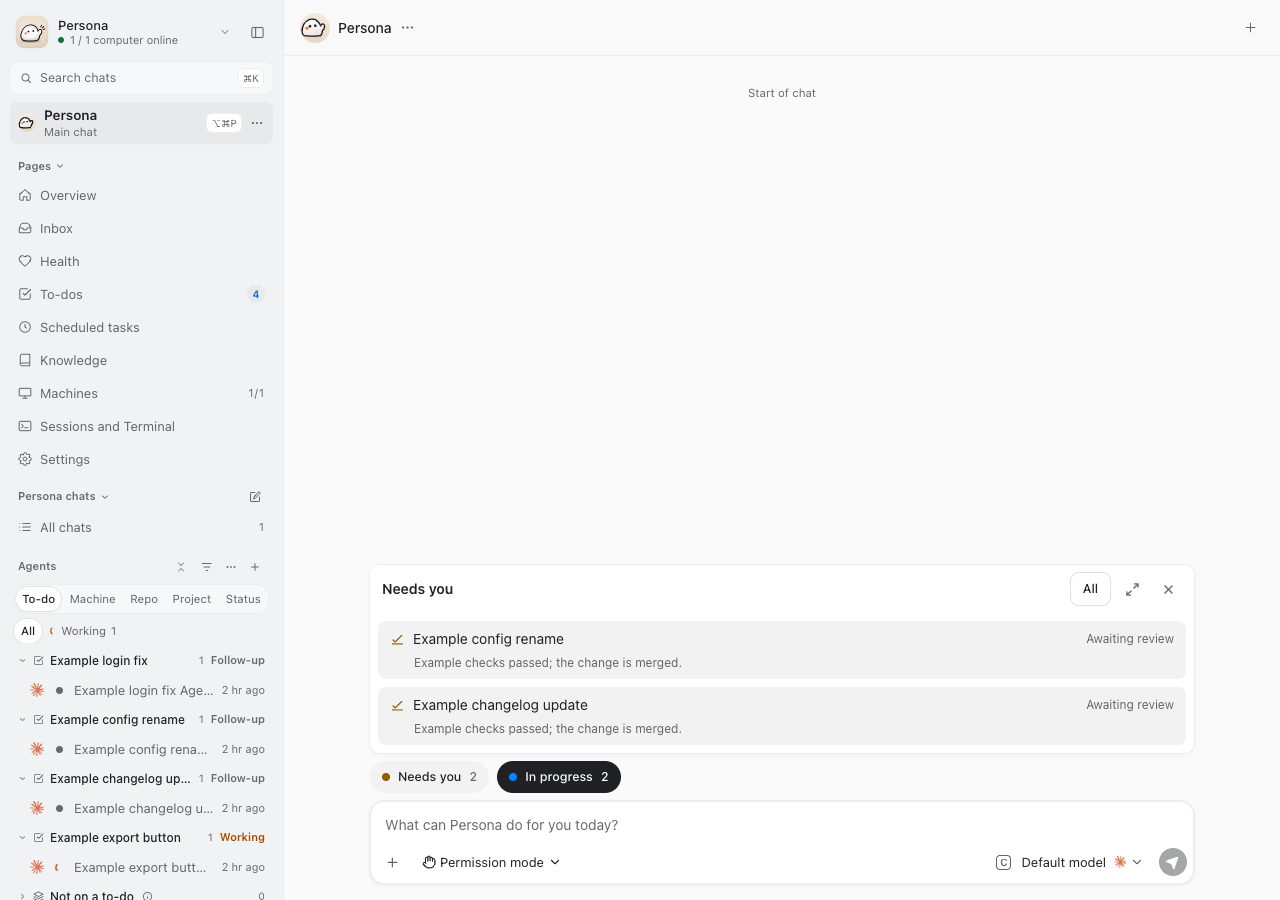 Persona
1 / 1 computer online
Search chats
⌘K
Persona
Main chat
⌥⌘P
Pages
Overview
Inbox
Health
To-dos
4
Scheduled tasks
Knowledge
Machines
1/1
Sessions and Terminal
Settings
Persona chats
All chats
1
Agents
To-do
Machine
Repo
Project
Status
All
Working 1
Example login fix
1 Follow-up
Example login fix Age...
2 hr ago
Example config rename
1 Follow-up
Example config rena...
2 hr ago
Example changelog up...
1 Follow-up
Example changelog u...
2 hr ago
Example export button
1 Working
Example export butt...
2 hr ago
Not on a to-do
0
Persona
Start of chat
Needs you
All
Example config rename
Awaiting review
Example checks passed; the change is merged.
Example changelog update
Awaiting review
Example checks passed; the change is merged.
Needs you 2
In progress 2
What can Persona do for you today?
Permission mode
C
Default model